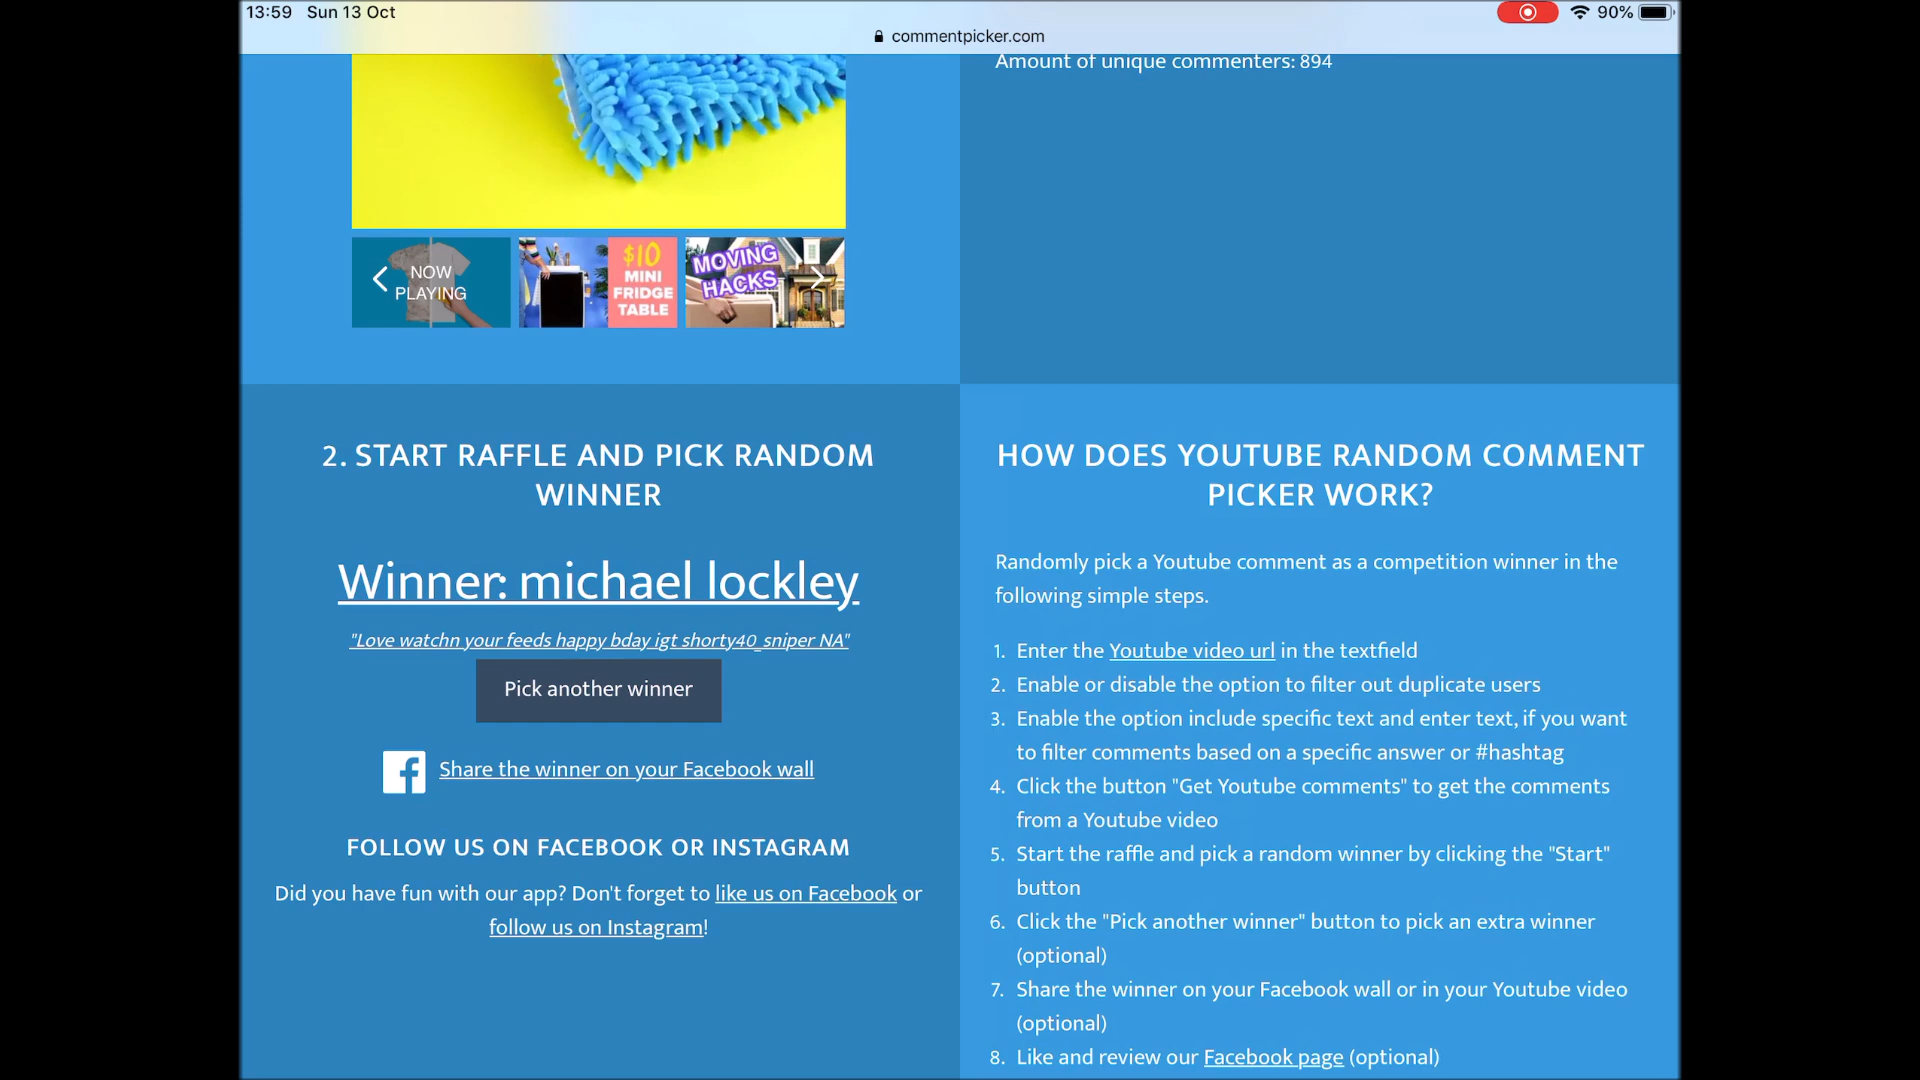 13:59 Sun 13 Oct
90%
commentpicker.com
Amount of unique commenters: 894
NOW
PLAYING
$10
MINI
FRIDGE
TABLE
MOVING
HACKS
2. START RAFFLE AND PICK RANDOM
WINNER
Winner: michael lockley
"Love watchn your feeds happy bday igt shorty40_sniper NA"
Pick another winner
Share the winner on your Facebook wall
FOLLOW US ON FACEBOOK OR INSTAGRAM
Did you have fun with our app? Don't forget to like us on Facebook or
follow us on Instagram!
HOW DOES YOUTUBE RANDOM COMMENT
PICKER WORK?
Randomly pick a Youtube comment as a competition winner in the
following simple steps.
1. Enter the Youtube video url in the textfield
2. Enable or disable the option to filter out duplicate users
3. Enable the option include specific text and enter text, if you want
to filter comments based on a specific answer or #hashtag
4. Click the button "Get Youtube comments" to get the comments
from a Youtube video
5. Start the raffle and pick a random winner by clicking the "Start"
button
6. Click the "Pick another winner" button to pick an extra winner
(optional)
7. Share the winner on your Facebook wall or in your Youtube video
(optional)
8. Like and review our Facebook page (optional)